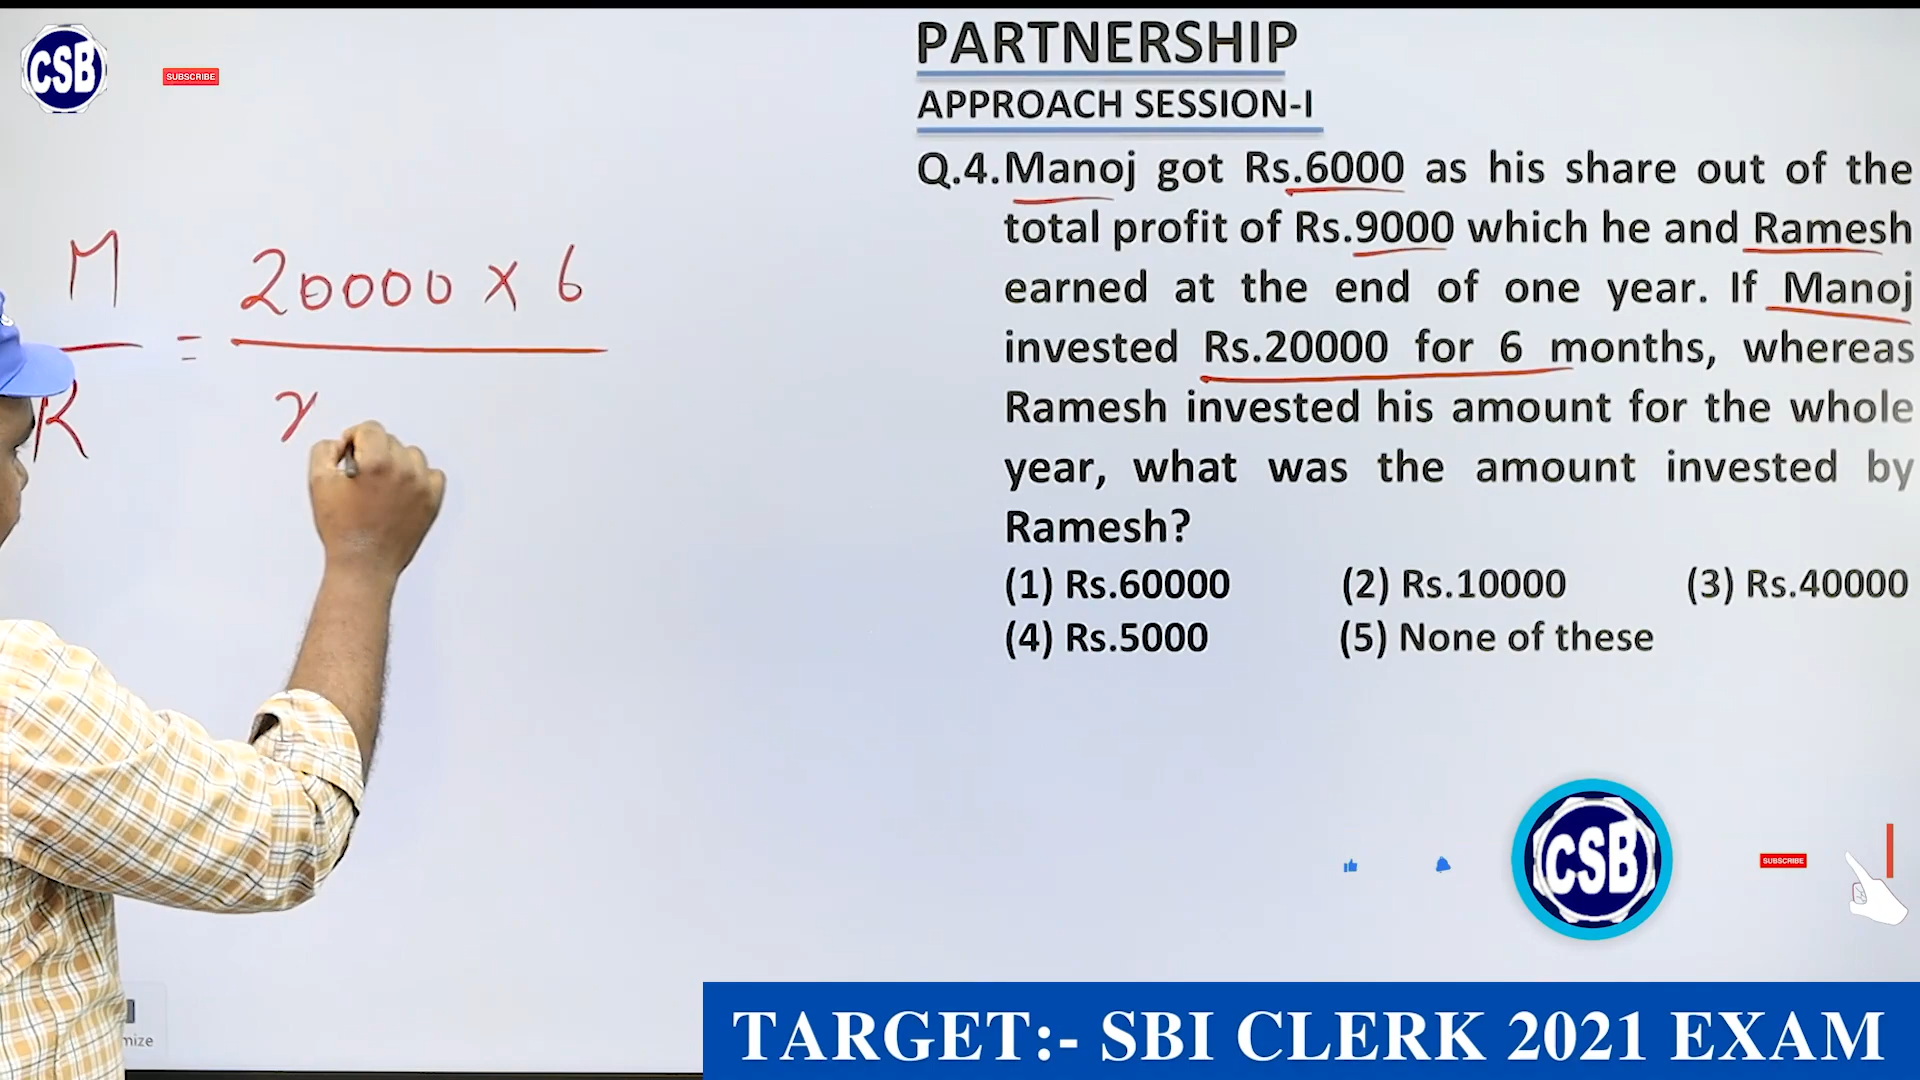 CSB
SUBSCRIBE
PARTNERSHIP
APPROACH SESSION-I
Q.4. Manoj got Rs.6000 as his share out of the
total profit of Rs.9000 which he and Ramesh
earned at the end of one year. If Manoj
invested Rs.20000 for 6 months, whereas
Ramesh invested his amount for the whole
year, what was the amount invested by
Ramesh?
(1) Rs.60000 (2) Rs.10000 (3) Rs.40000
(4) Rs.5000 (5) None of these
M
R
=
20000 × 6
x
CSB
SUBSCRIBE
mize
TARGET:- SBI CLERK 2021 EXAM